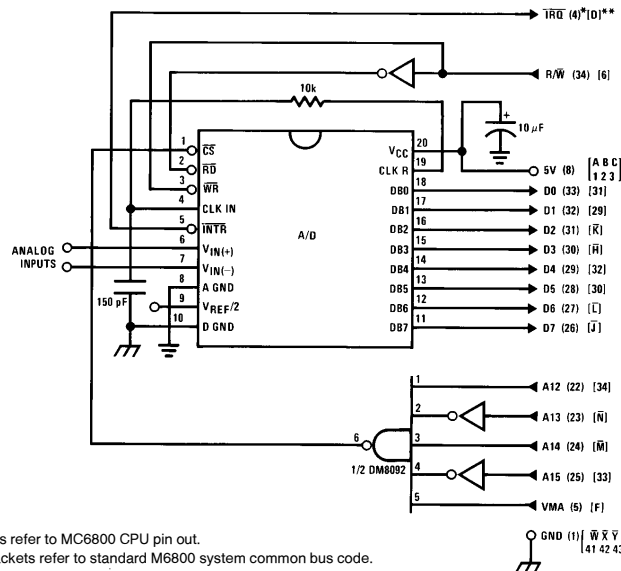 IRQ (4)*[D]**
R/W̅ (34) [6]
10k
10 µF
5V (8) [A B C 1 2 3]
1 C̅S̅
2 R̅D̅
3 W̅R̅
4 CLK IN
5 I̅N̅T̅R̅
6 VIN(+)
7 VIN(−)
8 A GND
9 VREF/2
10 D GND
A/D
VCC 20
CLK R 19
DB0 18
DB1 17
DB2 16
DB3 15
DB4 14
DB5 13
DB6 12
DB7 11
D0 (33) [31]
D1 (32) [29]
D2 (31) [K̅]
D3 (30) [H̅]
D4 (29) [32]
D5 (28) [30]
D6 (27) [L̅]
D7 (26) [J̅]
ANALOG
INPUTS
150 pF
1 A12 (22) [34]
2 A13 (23) [N̅]
3 A14 (24) [M̅]
4 A15 (25) [33]
5 VMA (5) [F]
6
1/2 DM8092
GND (1) [W̅ X̅ Y̅
41 42 43
s refer to MC6800 CPU pin out.
ackets refer to standard M6800 system common bus code.